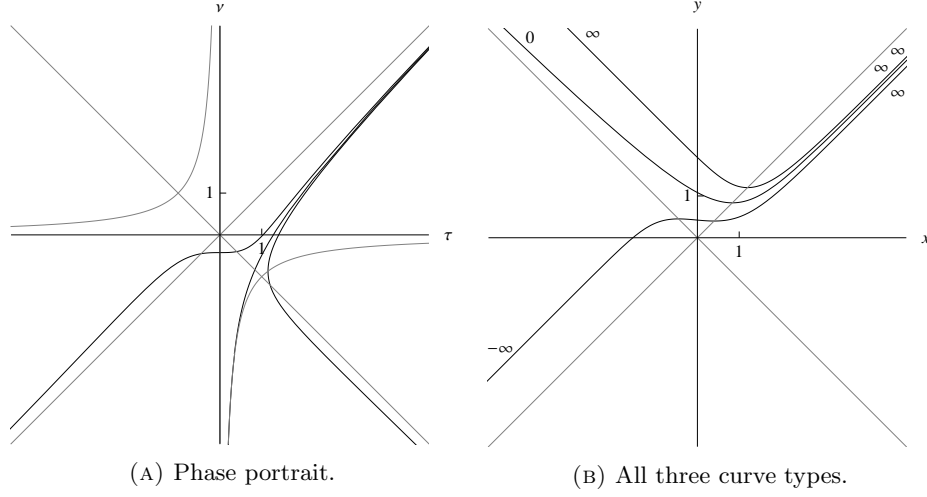 ν
1
1
τ
y
0
∞
∞
∞
∞
1
1
x
−∞
(A) Phase portrait.
(B) All three curve types.